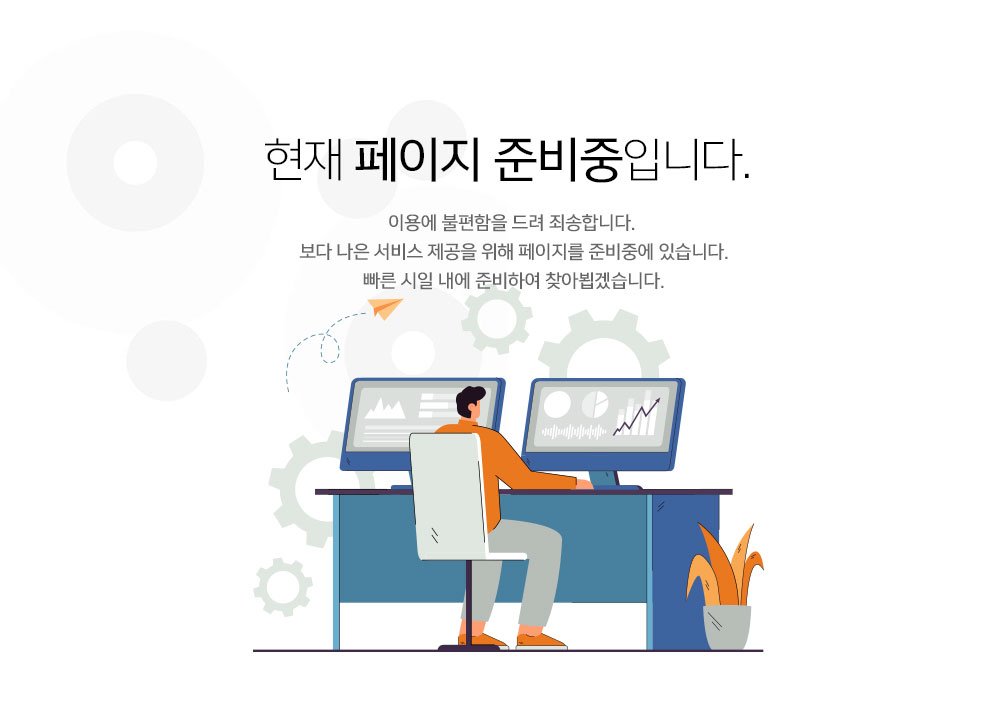 현재 페이지 준비중입니다.
이용에 불편함을 드려 죄송합니다.
보다 나은 서비스 제공을 위해 페이지를 준비중에 있습니다.
빠른 시일 내에 준비하여 찾아뵙겠습니다.